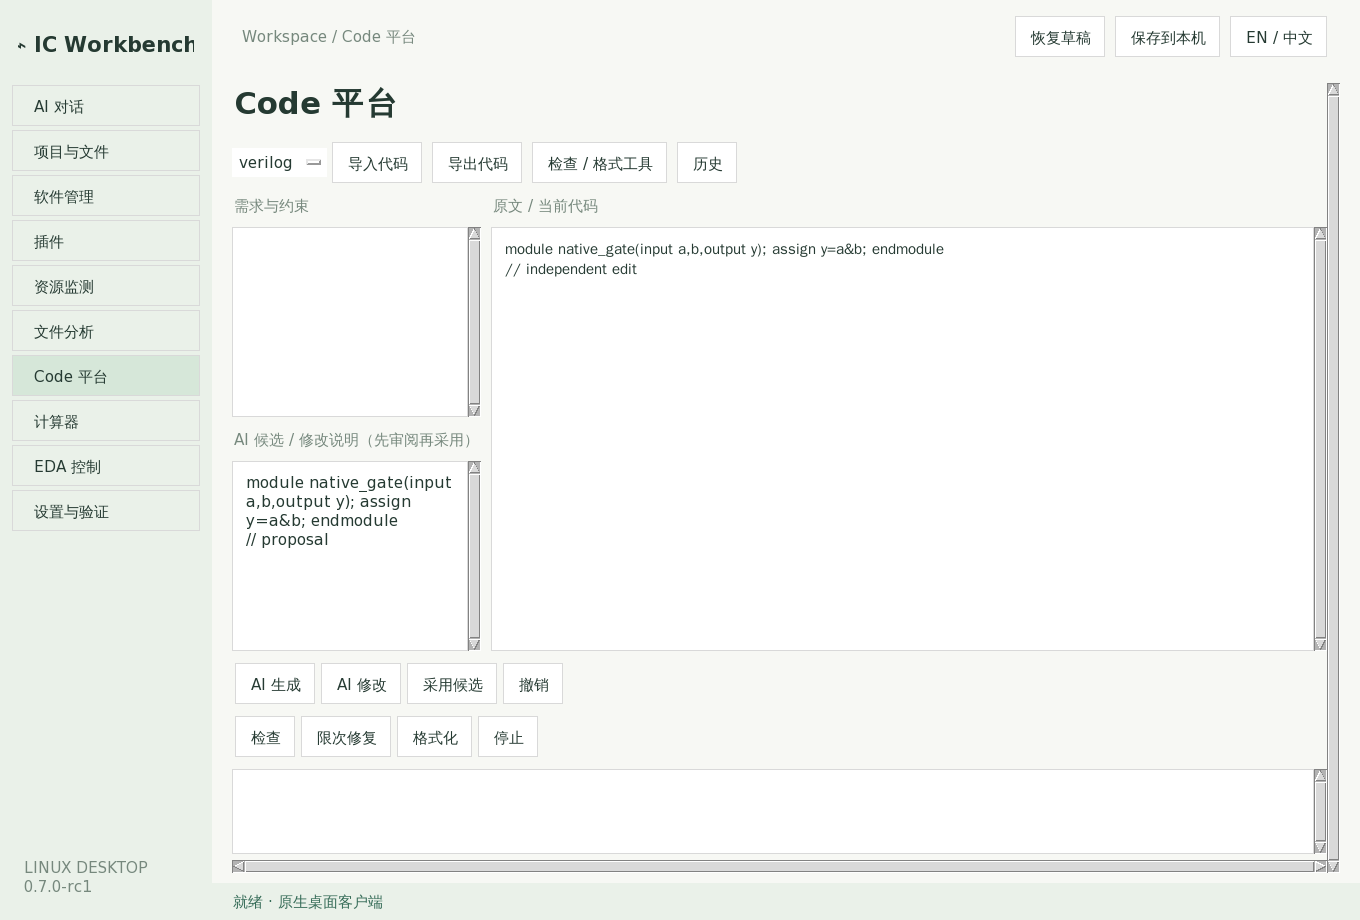 IC Workbench
AI 对话
项目与文件
软件管理
插件
资源监测
文件分析
Code 平台
计算器
EDA 控制
设置与验证
LINUX DESKTOP
0.7.0-rc1
Workspace / Code 平台
恢复草稿
保存到本机
EN / 中文
Code 平台
verilog
导入代码
导出代码
检查 / 格式工具
历史
需求与约束
原文 / 当前代码
module native_gate(input a,b,output y); assign y=a&b; endmodule
// independent edit
AI 候选 / 修改说明（先审阅再采用）
module native_gate(input
a,b,output y); assign
y=a&b; endmodule
// proposal
AI 生成
AI 修改
采用候选
撤销
检查
限次修复
格式化
停止
就绪 · 原生桌面客户端